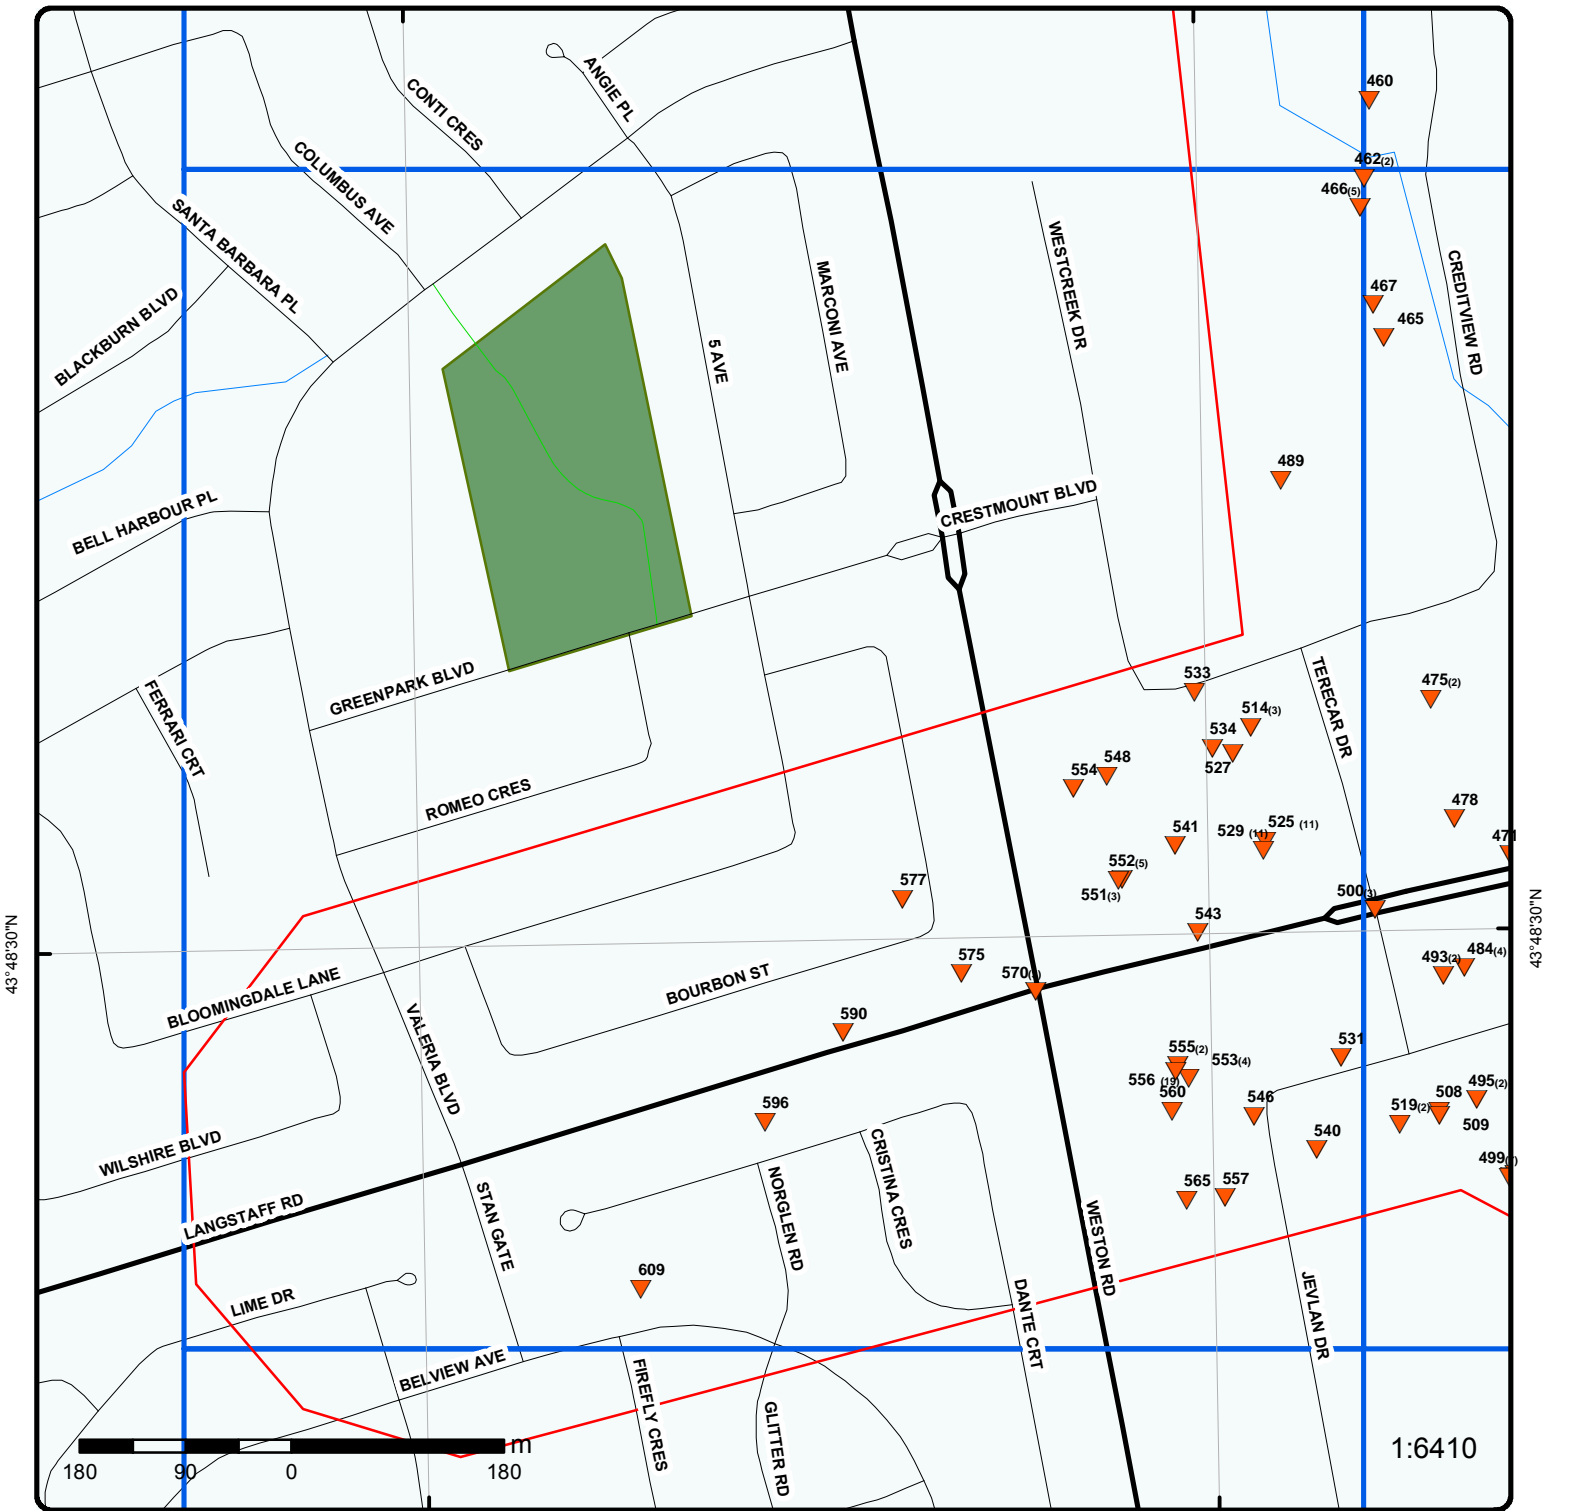 460
ANGIE PL
CONTI CRES
COLUMBUS AVE
462(2)
466(5)
SANTA BARBARA PL
WESTCREEK DR
CREDITVIEW RD
MARCONI AVE
BLACKBURN BLVD
467
465
5 AVE
489
CRESTMOUNT BLVD
BELL HARBOUR PL
GREENPARK BLVD
533
475(2)
TERECAR DR
FERRARI CRT
514(3)
534
527
548
554
ROMEO CRES
478
541
529 (11)
525 (11)
471
552(5)
551(3)
577
500(3)
543
43°48'30"N
43°48'30"N
493(2)
484(4)
575
570(3)
BOURBON ST
BLOOMINGDALE LANE
VALERIA BLVD
590
531
555(2)
553(4)
556 (19)
560
546
495(2)
508
519(2)
509
596
540
WILSHIRE BLVD
CRISTINA CRES
NORGLEN RD
499
565
557
STAN GATE
LANGSTAFF RD
WESTON RD
609
LIME DR
DANTE CRT
JEVLAN DR
BELVIEW AVE
FIREFLY CRES
GLITTER RD
m
180 90 0 180
1:6410